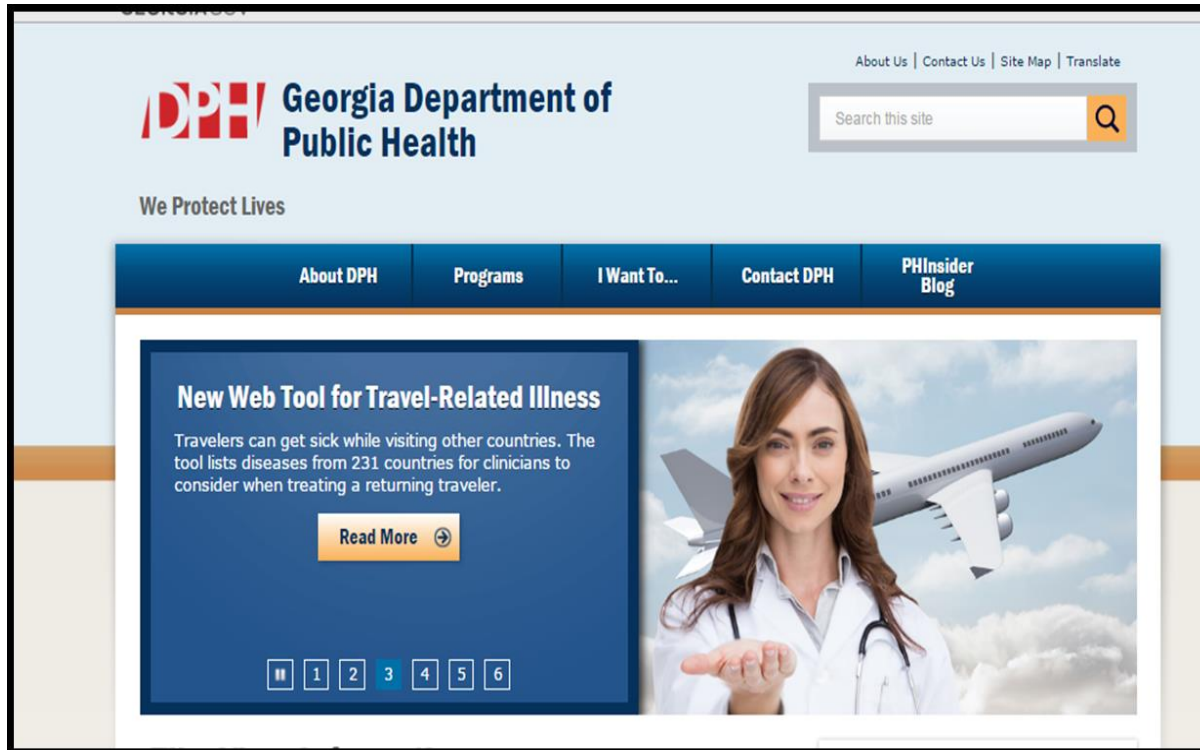 About Us | Contact Us | Site Map | Translate
DPH
Georgia Department of
Public Health
Search this site
We Protect Lives
About DPH
Programs
I Want To...
Contact DPH
PHInsider
Blog
New Web Tool for Travel-Related Illness
Travelers can get sick while visiting other countries. The
tool lists diseases from 231 countries for clinicians to
consider when treating a returning traveler.
Read More
1 2 3 4 5 6